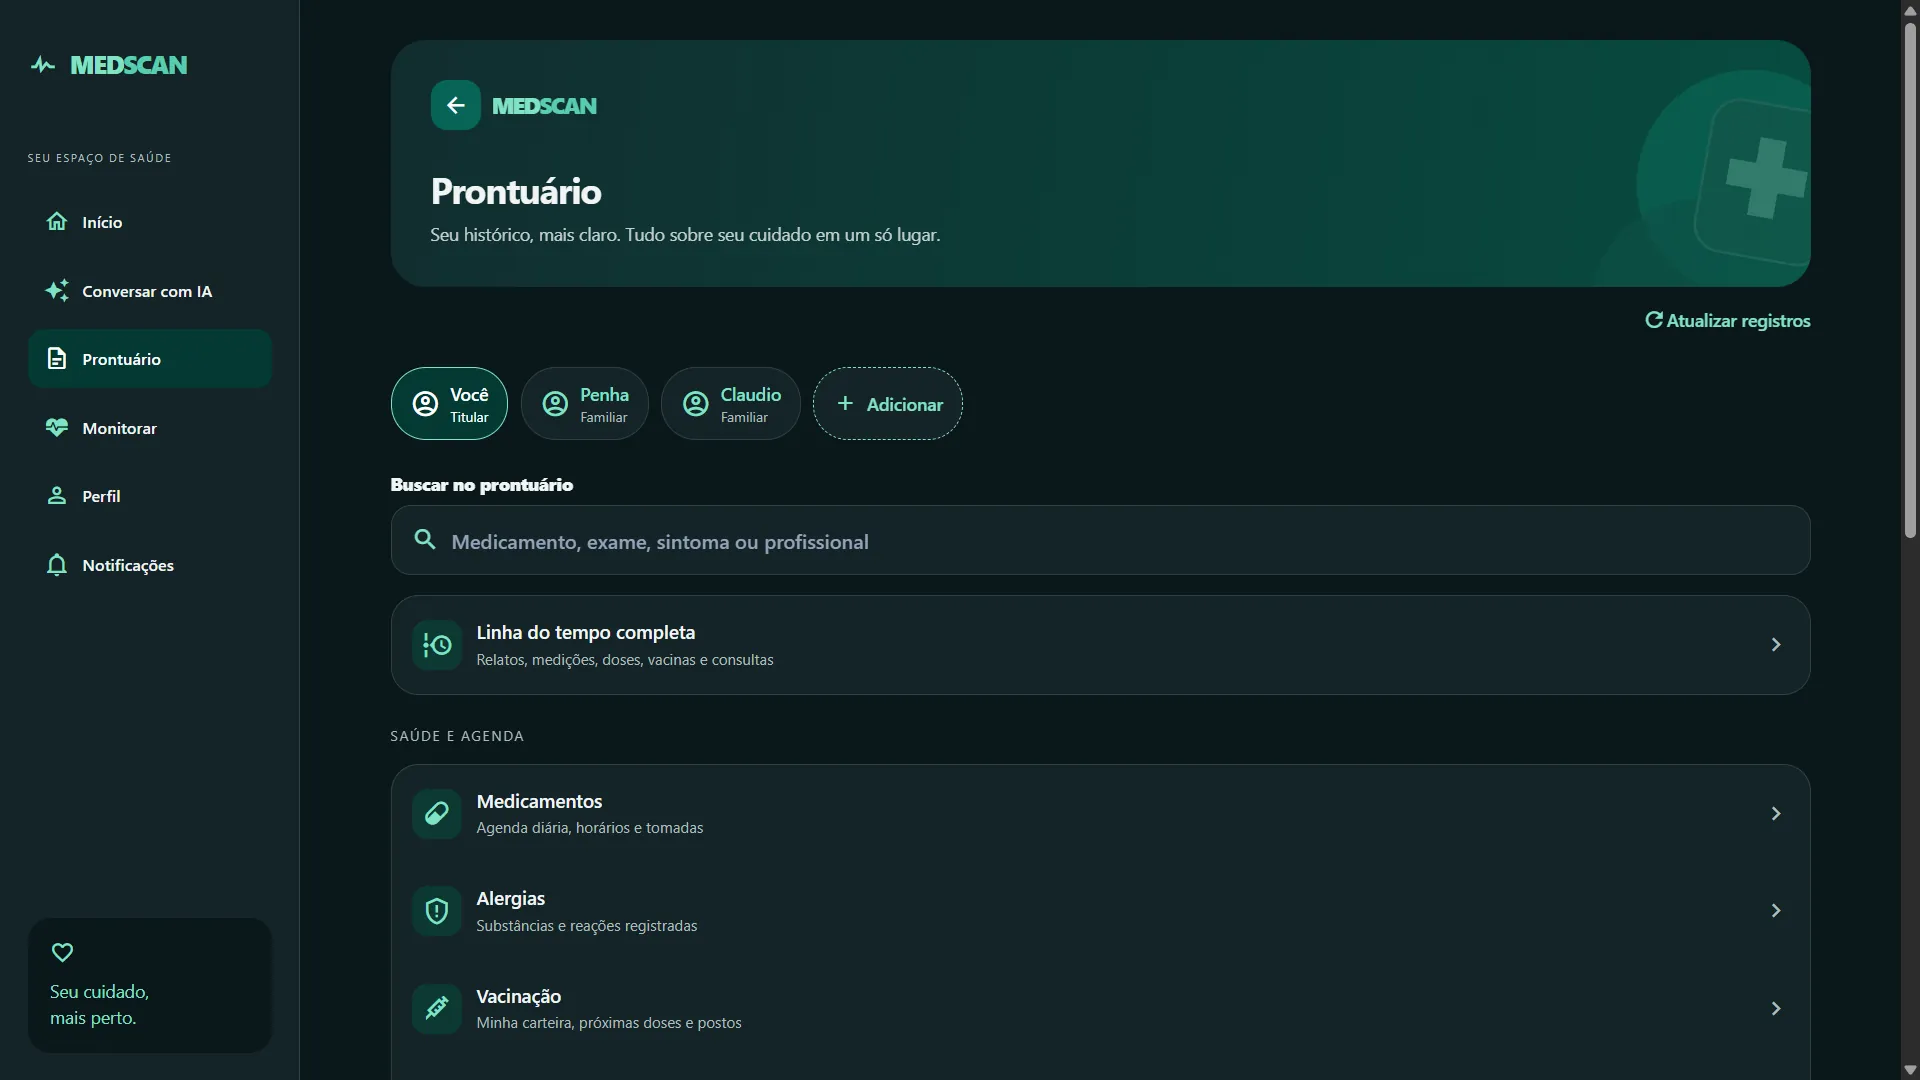 MEDSCAN
SEU ESPAÇO DE SAÚDE
Início
Conversar com IA
Prontuário
Monitorar
Perfil
Notificações
Seu cuidado,
mais perto.
MEDSCAN
Prontuário
Seu histórico, mais claro. Tudo sobre seu cuidado em um só lugar.
Atualizar registros
Você
Titular
Penha
Familiar
Claudio
Familiar
Adicionar
Buscar no prontuário
Medicamento, exame, sintoma ou profissional
Linha do tempo completa
Relatos, medições, doses, vacinas e consultas
SAÚDE E AGENDA
Medicamentos
Agenda diária, horários e tomadas
Alergias
Substâncias e reações registradas
Vacinação
Minha carteira, próximas doses e postos